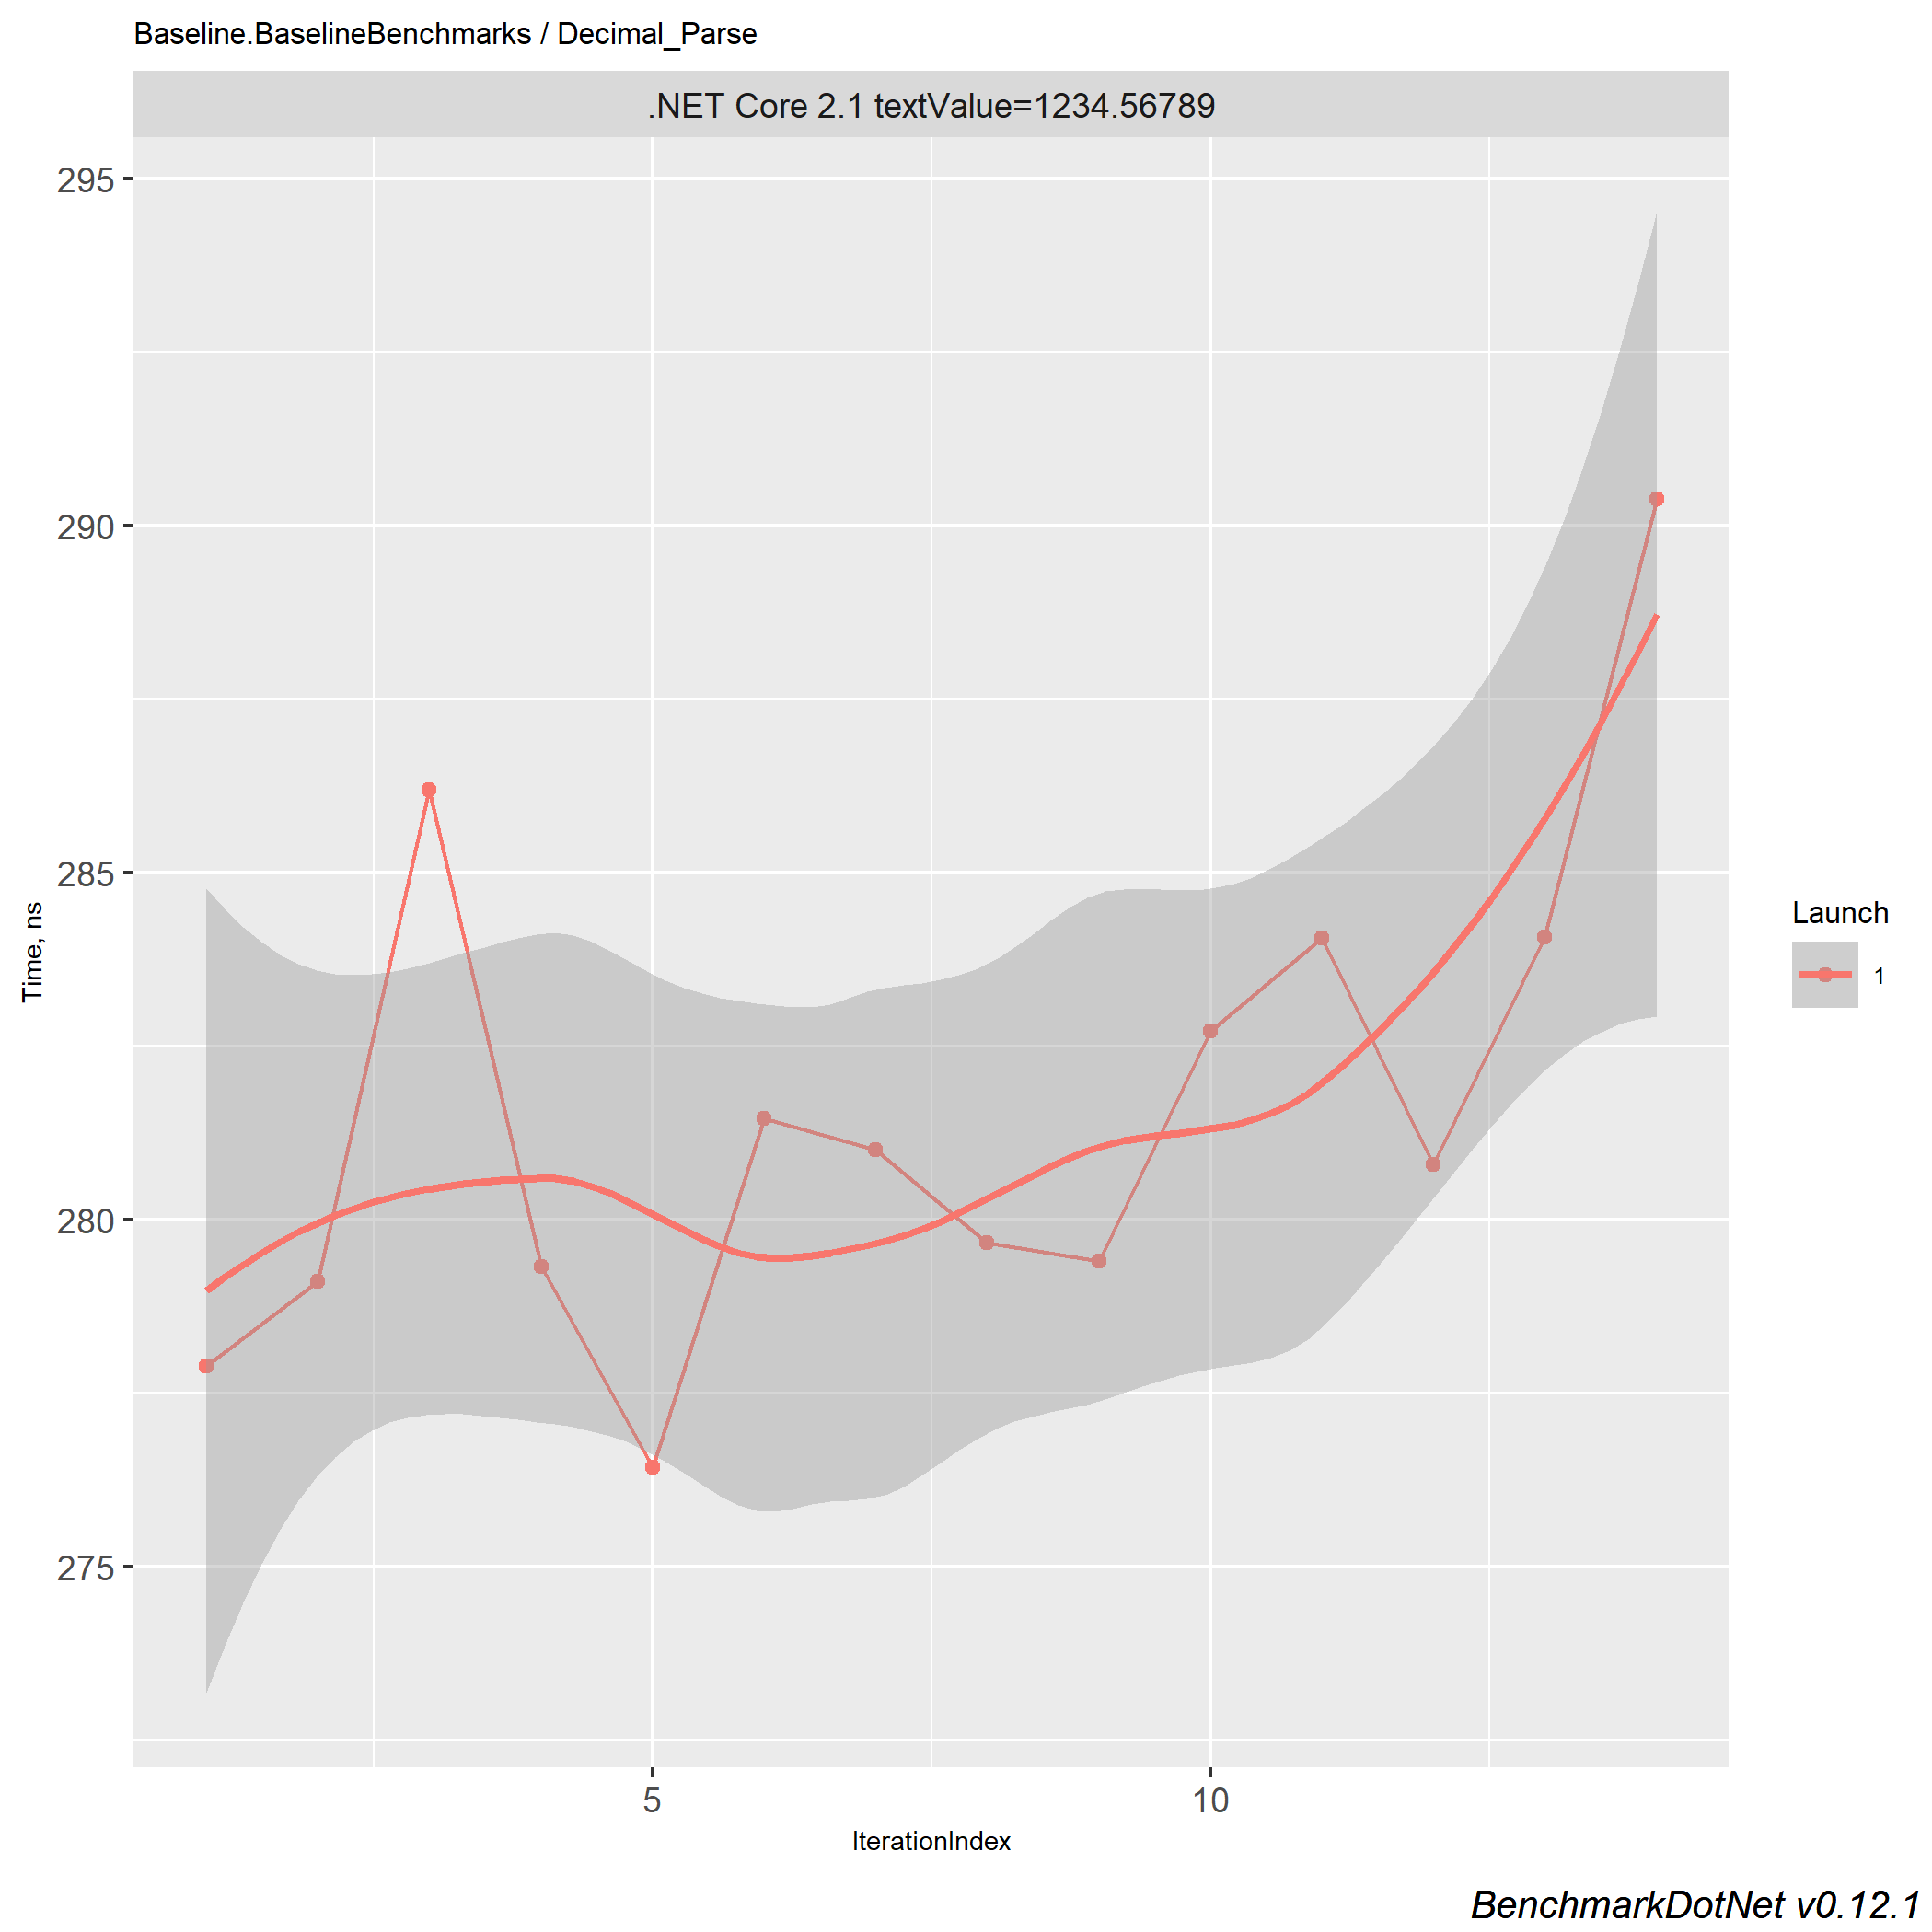 Baseline.BaselineBenchmarks / Decimal_Parse
.NET Core 2.1 textValue=1234.56789
295
290
285
280
275
Time, ns
5
10
IterationIndex
Launch
1
BenchmarkDotNet v0.12.1